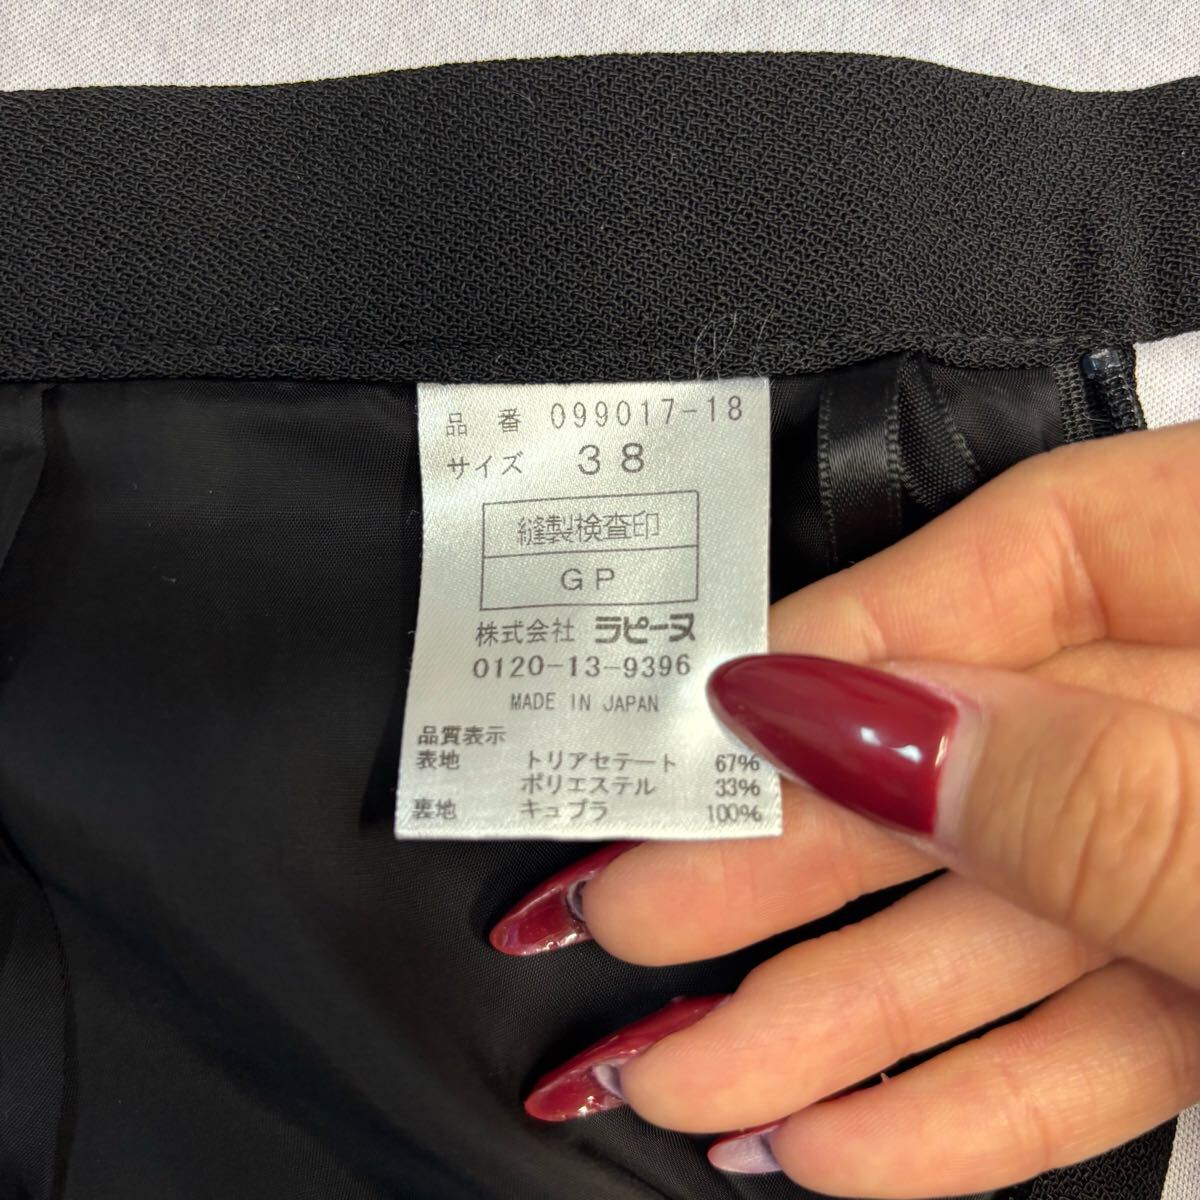 品 番 099017-18
サイズ 38
縫製検査印
GP
株式会社 ラピーヌ
0120-13-9396
MADE IN JAPAN
品質表示
表地 トリアセテート 67%
ポリエステル 33%
裏地 キュプラ 100%